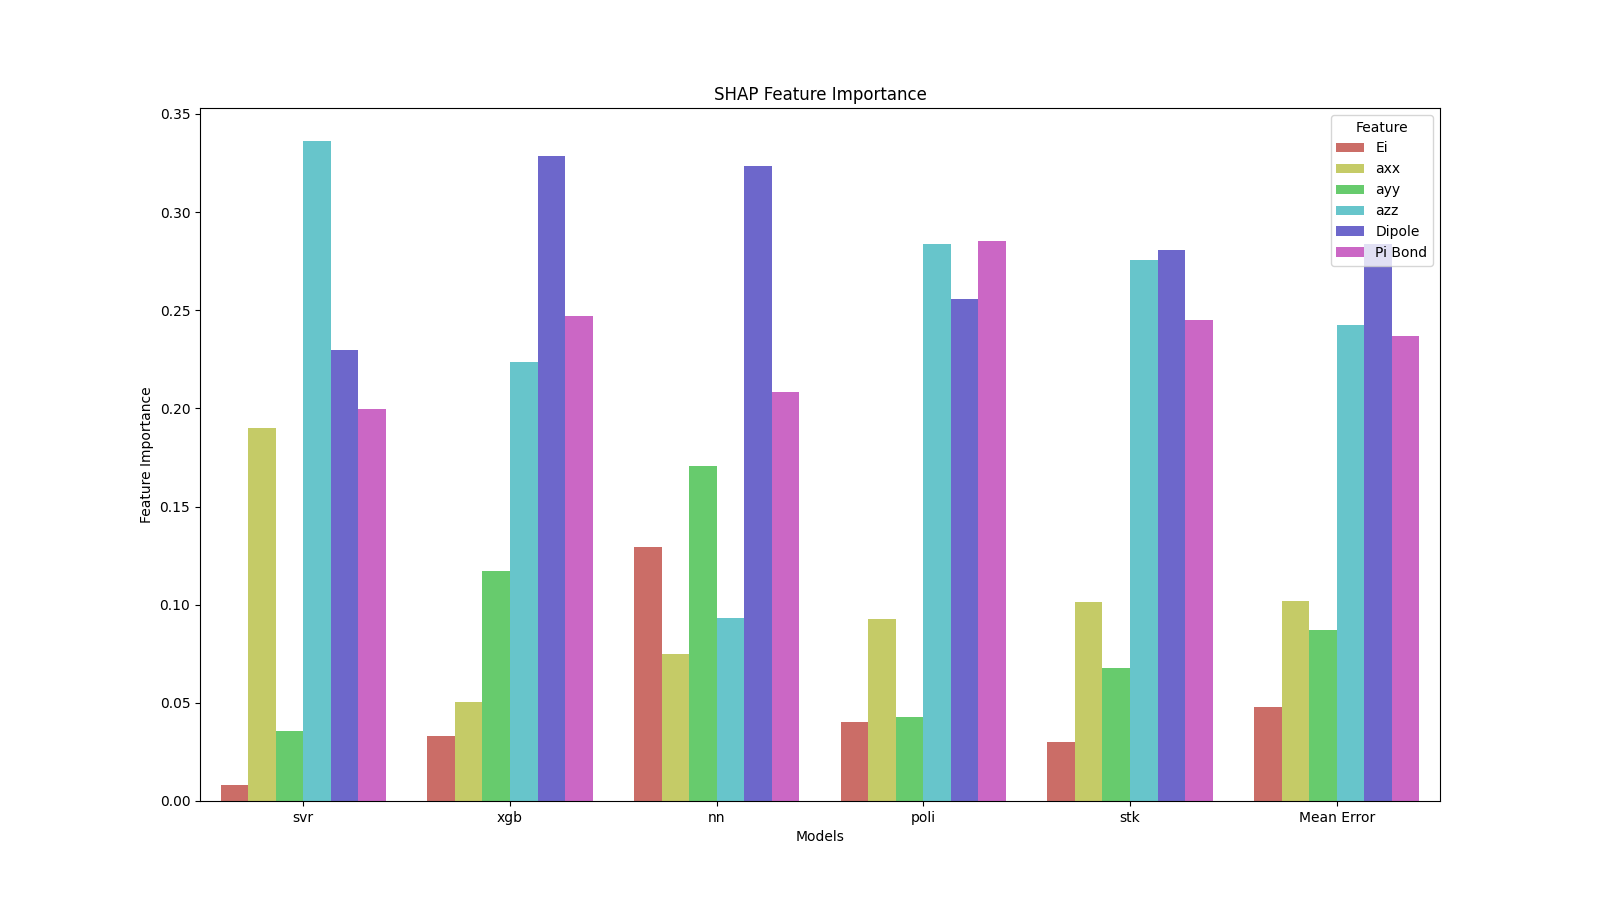 SHAP Feature Importance
0.35
0.30
0.25
0.20
0.15
0.10
0.05
0.00
Feature Importance
Feature
Ei
axx
ayy
azz
Dipole
Pi Bond
svr
xgb
nn
poli
stk
Mean Error
Models